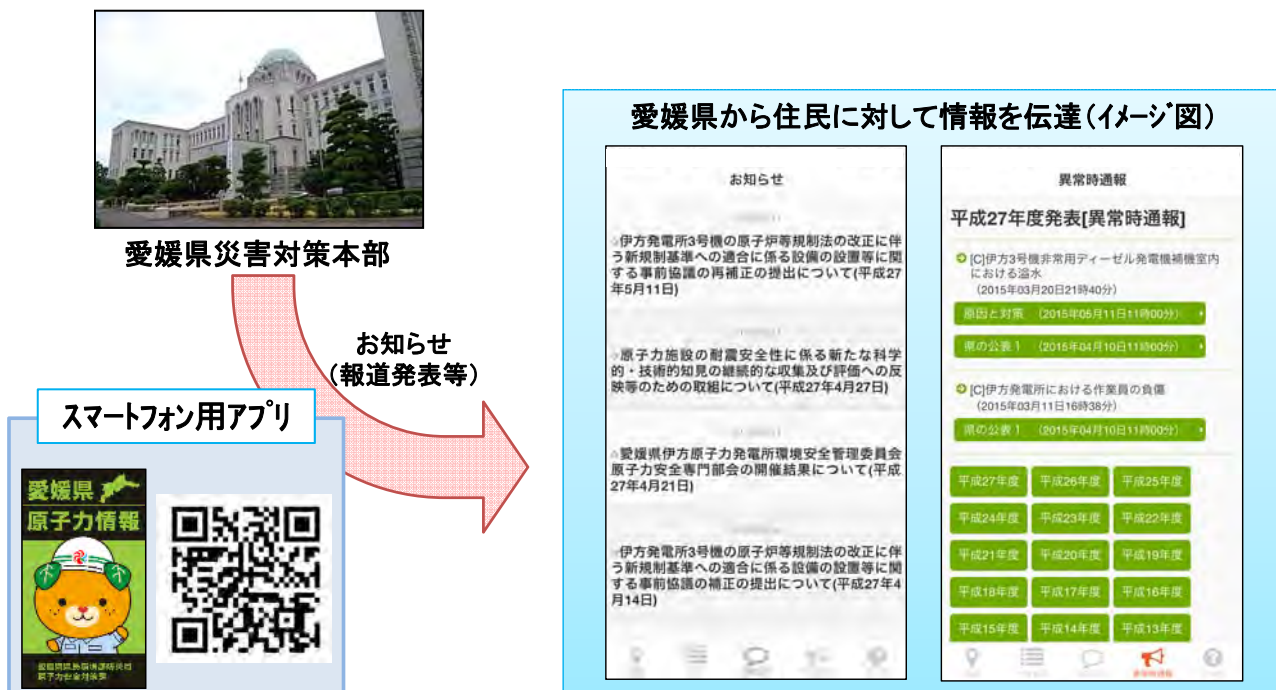 愛媛県災害対策本部
お知らせ
(報道発表等)
スマートフォン用アプリ
愛媛県
原子力情報
愛媛県から住民に対して情報を伝達(イメージ図)
お知らせ
伊方発電所3号機の原子炉等規制法の改正に伴
う新規制基準への適合に係る設備の設置等に関
する事前協議の再補正の提出について(平成27
年5月11日)
原子力施設の耐震安全性に係る新たな科学
的・技術的知見の継続的な収集及び評価への反
映等のための取組について(平成27年4月27日)
愛媛県伊方原子力発電所環境安全管理委員会
原子力安全専門部会の開催結果について(平成
27年4月21日)
伊方発電所3号機の原子炉等規制法の改正に伴
う新規制基準への適合に係る設備の設置等に関
する事前協議の補正の提出について(平成27年4
月14日)
異常時通報
平成27年度発表[異常時通報]
[C]伊方3号機非常用ディーゼル発電機補機室内
における溢水
(2015年03月20日21時40分)
原因と対策 (2015年05月11日11時00分)
県の公表1 (2015年04月10日11時00分)
[C]伊方発電所における作業員の負傷
(2015年03月11日16時38分)
県の公表1 (2015年04月10日11時00分)
平成27年度 平成26年度 平成25年度
平成24年度 平成23年度 平成22年度
平成21年度 平成20年度 平成19年度
平成18年度 平成17年度 平成16年度
平成15年度 平成14年度 平成13年度
異常時通報